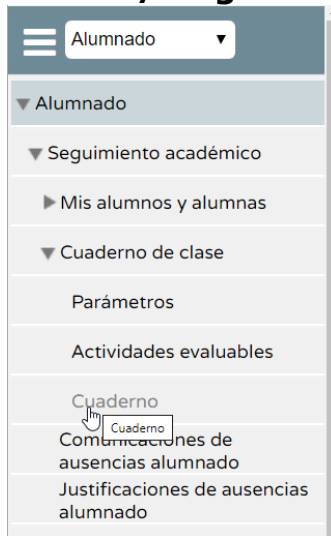 Alumnado
Alumnado
Seguimiento académico
Mis alumnos y alumnas
Cuaderno de clase
Parámetros
Actividades evaluables
Cuaderno
Cuaderno
Comunicaciones de
ausencias alumnado
Justificaciones de ausencias
alumnado